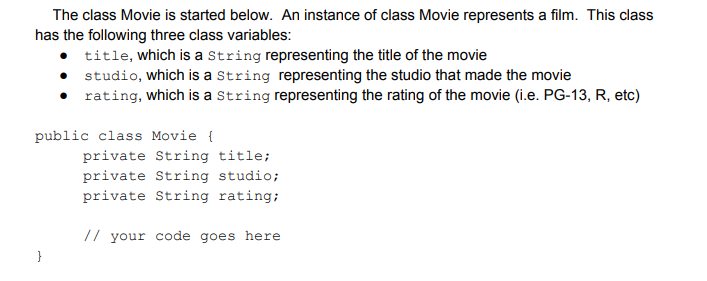 The class Movie is started below. An instance of class Movie represents a film. This class
has the following three class variables:
● title, which is a String representing the title of the movie
● studio, which is a String representing the studio that made the movie
● rating, which is a String representing the rating of the movie (i.e. PG-13, R, etc)
public class Movie {
private String title;
private String studio;
private String rating;
// your code goes here
}